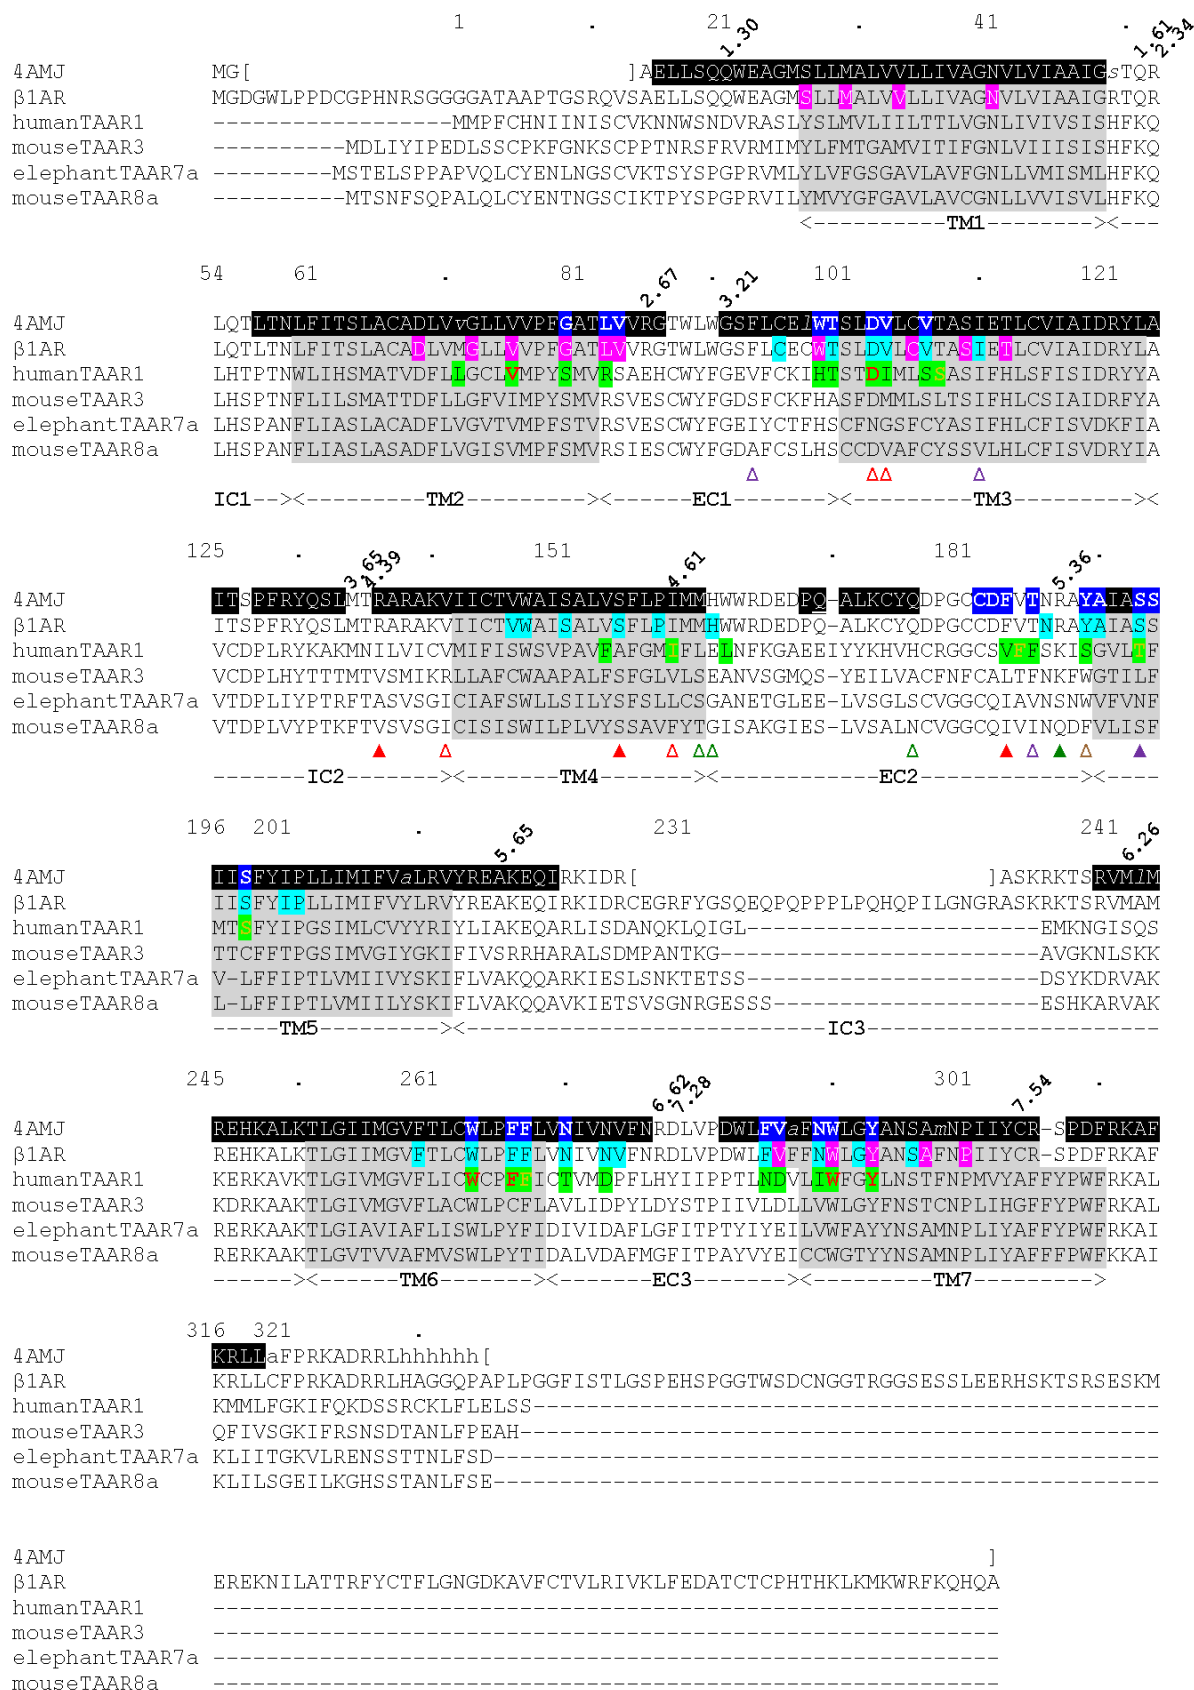 1 . 21 . 41 .
1.30 1.61 2.34
4AMJ MG[ ]AELLSQQWEAGMSLLMALVVLLIVAGNVLVIAAIGsTQR
β1AR MGDGWLPPDCGPHNRSGGGGATAAPTGSRQVSAELLSQQWEAGMSLLMALVVLLIVAGNVLVIAAIGRTQR
humanTAAR1 ------------------MMPFCHNIINISCVKNNWSNDVRASLYSLMVLIILTTLVGNLIVIVSISHFKQ
mouseTAAR3 ----------MDLIYIPEDLSSCPKFGNKSCPPTNRSFRVRMIMYLFMTGAMVITIFGNLVIIISISHFKQ
elephantTAAR7a ---------MSTELSPPAPVQLCYENLNGSCVKTSYSPGPRVMLYLVFGSGAVLAVFGNLLVMISMLHFKQ
mouseTAAR8a ----------MTSNFSQPALQLCYENTNGSCIKTPYSPGPRVILYMVYGFGAVLAVCGNLLVVISVLHFKQ
<----------TM1-----------><---
54 61 . 81 . 101 . 121
2.67 3.21
4AMJ LQTLTNLFITSLACADLVvGLLVVPFGATLVVRGTWLWGSFLCElWTSLDVLCVTASIETLCVIAIDRYLA
β1AR LQTLTNLFITSLACADLVMGLLVVPFGATLVVRGTWLWGSFLCECWTSLDVLCVTASIETLCVIAIDRYLA
humanTAAR1 LHTPTNWLIHSMATVDFLLGCLVMPYSMVRSAEHCWYFGEVFCKIHTSTDIMLSSASIFHLSFISIDRYYA
mouseTAAR3 LHSPTNFLILSMATTDFLLGFVIMPYSMVRSVESCWYFGDSFCKFHASFDMMLSLTSIFHLCSIAIDRFYA
elephantTAAR7a LHSPANFLIASLASADFLVGVTVMPFSTVRSIESCWYFGEIYCTFHSCFNGSFCYASIFHLCFISVDKFIA
mouseTAAR8a LHSPANFLIASLASADFLVGISVMPFSMVRSIESCWYFGDAFCSLHSCCDVAFCYSSVLHLCFISVDRYIA
IC1--><---------TM2----------><------EC1-------><---------TM3----------><
125 . 151 . 181 .
3.65 4.39 4.61 5.36
4AMJ ITSPFRYQSLMTRARAKVIICTVWAISALVSFLPIMMHWWRDEDPQ-ALKCYQDPGCCDFVTNRAYAIASS
β1AR ITSPFRYQSLMTRARAKVIICTVWAISALVSFLPIMMHWWRDEDPQ-ALKCYQDPGCCDFVTNRAYAIASS
humanTAAR1 VCDPLRYKAKMNILVICVMIFISWSVPAVFAFGMIFLELNFKGAEEIYYKHVHCRGGCSVFFSKISGVLTF
mouseTAAR3 VCDPLHYTTTMTVSMIKRLLAFCWAAPALFSFGLVLSEANVSGMQS-YEILVACFNFCALTFNKFWGTILF
elephantTAAR7a VTDPLIYPTRFTASVSGICISFSWLLSILYSFSLLCSGANETGLEE-LVSGLSCVGGCQIAVNSNWVFVNF
mouseTAAR8a VTDPLVYPTKFTVSVSGICISISWILPLVYSSAVFYTGISAKGIES-LVSALNCVGGCQIVINQDFVLISF
-------IC2-------><-------TM4--------><------------EC2-------------><----
196 201 . 231 241
5.65 6.26
4AMJ IISFYIPLLIMIFVaLRVYREAKEQIRKIDR[ ]ASKRKTSRVMlM
β1AR IISFYIPLLIMIFVYLRVYREAKEQIRKIDRCEGRFYGSQEQPQPPPLPQHQPILGNGRASKRKTSRVMAM
humanTAAR1 MTSFYIPGSIMLCVYYRIYLIAKEQARLISDANQKLQIGL----------------------EMKNGISQS
mouseTAAR3 TTCFFTPGSIMVGIYGKIFIVSRRHARALSDMPANTKG------------------------AVGKNLSKK
elephantTAAR7a V-LFFIPTLVMIIVYSKIFLVAKQQARKIESLSNKTETSS----------------------DSYKDRVAK
mouseTAAR8a L-LFFIPTLVMIILYSKIFLVAKQQAVKIETSVSGNRGESSS--------------------ESHKARVAK
-----TM5---------><---------------------------IC3------------------------
245 . 261 . . 301 .
6.62 7.28 7.54
4AMJ REHKALKTLGIIMGVFTLCWLPFFLVNIVNVFNRDLVPDWLFVaFNWLGYANSAmNPIIYCR-SPDFRKAF
β1AR REHKALKTLGIIMGVFTLCWLPFFLVNIVNVFNRDLVPDWLFVFFNWLGYANSAFNPIIYCR-SPDFRKAF
humanTAAR1 KERKAVKTLGIVMGVFLICWCPFFICTVMDPFLHYIIPPTLNDVLIWFGYLNSTFNPMVYAFFYPWFRKAL
mouseTAAR3 KDRKAAKTLGIVMGVFLACWLPCFLAVLIDPYLDYSTPIIVLDLLVWLGYFNSTCNPLIHGFFYPWFRKAL
elephantTAAR7a RERKAAKTLGIAVIAFLISWLPYFIDIVIDAFLGFITPTYIYEILVWFAYYNSAMNPLIYAFFYPWFRKAI
mouseTAAR8a RERKAAKTLGVTVVAFMVSWLPYTIDALVDAFMGFITPAYVYEICCWGTYYNSAMNPLIYAFFFPWFKKAI
------><------TM6--------><------EC3--------><---------TM7----------->
316 321 .
4AMJ KRLLaFPRKADRRLhhhhhh[
β1AR KRLLCFPRKADRRLHAGGQPAPLPGGFISTLGSPEHSPGGTWSDCNGGTRGGSESSLEERHSKTSRSESKM
humanTAAR1 KMMLFGKIFQKDSSRCKLFLELSS-----------------------------------------------
mouseTAAR3 QFIVSGKIFRSNSDTANLFPEAH------------------------------------------------
elephantTAAR7a KLIITGKVLRENSSTTNLFSD--------------------------------------------------
mouseTAAR8a KLILSGEILKGHSSTANLFSE--------------------------------------------------
4AMJ ]
β1AR EREKNILATTRFYCTFLGNGDKAVFCTVLRIVKLFEDATCTCPHTHKLKMKWRFKQHQA
humanTAAR1 -----------------------------------------------------------
mouseTAAR3 -----------------------------------------------------------
elephantTAAR7a -----------------------------------------------------------
mouseTAAR8a -----------------------------------------------------------